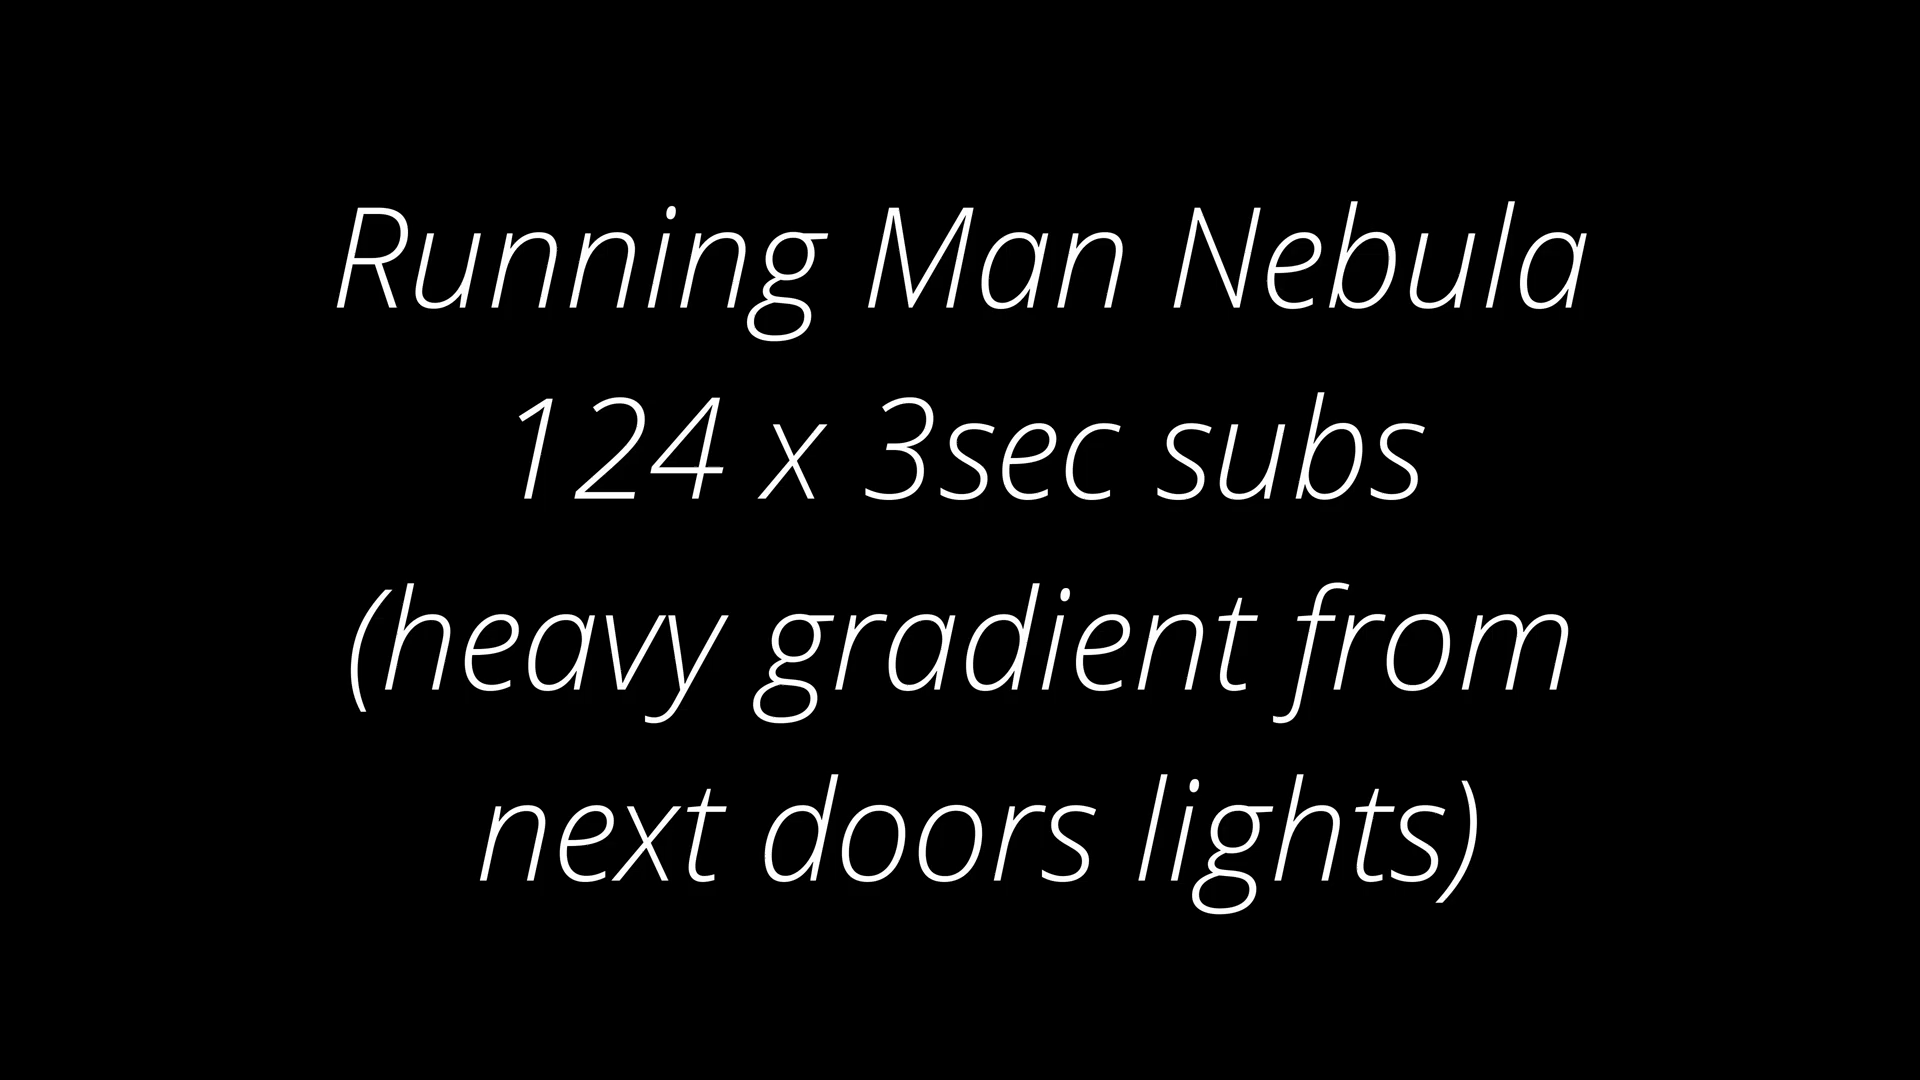 Running Man Nebula
124 x 3sec subs
(heavy gradient from
next doors lights)